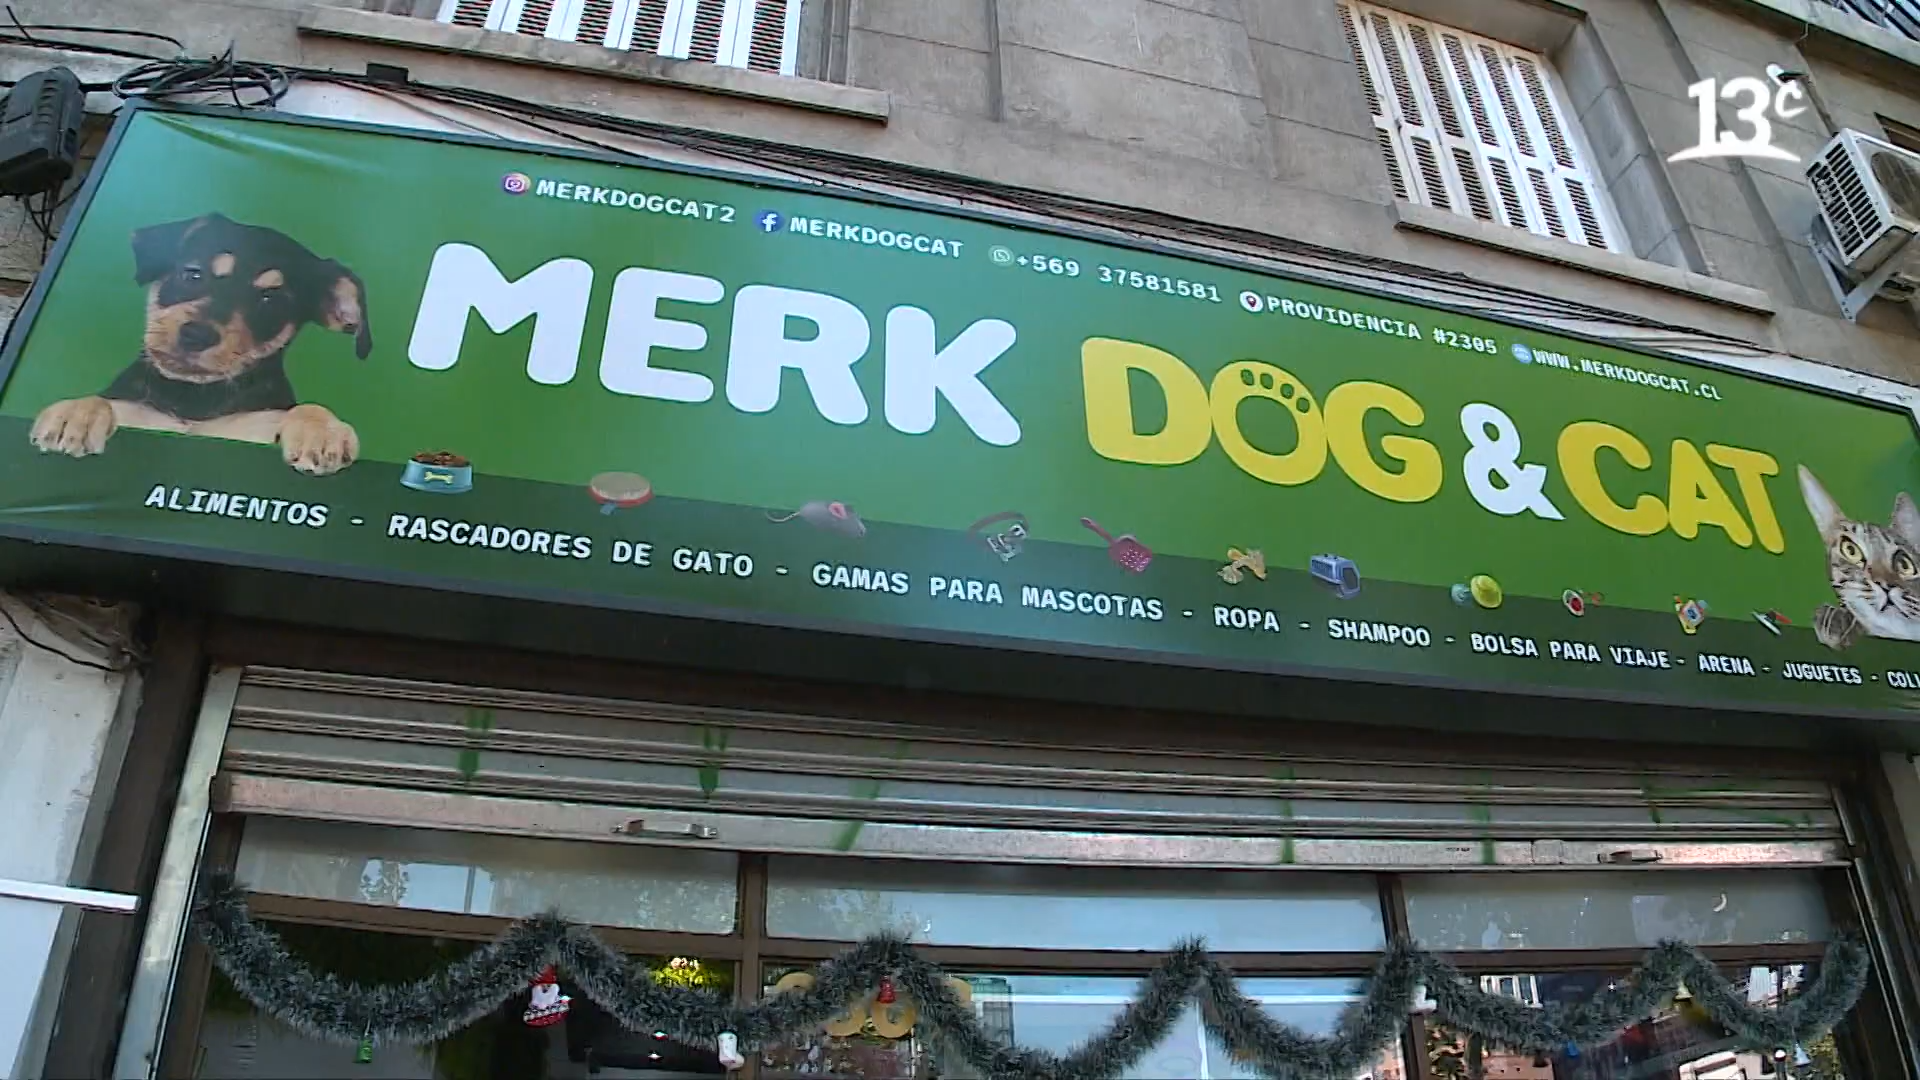 13c
MERKDOGCAT2 MERKDOGCAT +569 37581581 PROVIDENCIA #2305 WWW.MERKDOGCAT.CL
MERK DOG & CAT
ALIMENTOS - RASCADORES DE GATO - GAMAS PARA MASCOTAS - ROPA - SHAMPOO - BOLSA PARA VIAJE - ARENA - JUGUETES - COLL